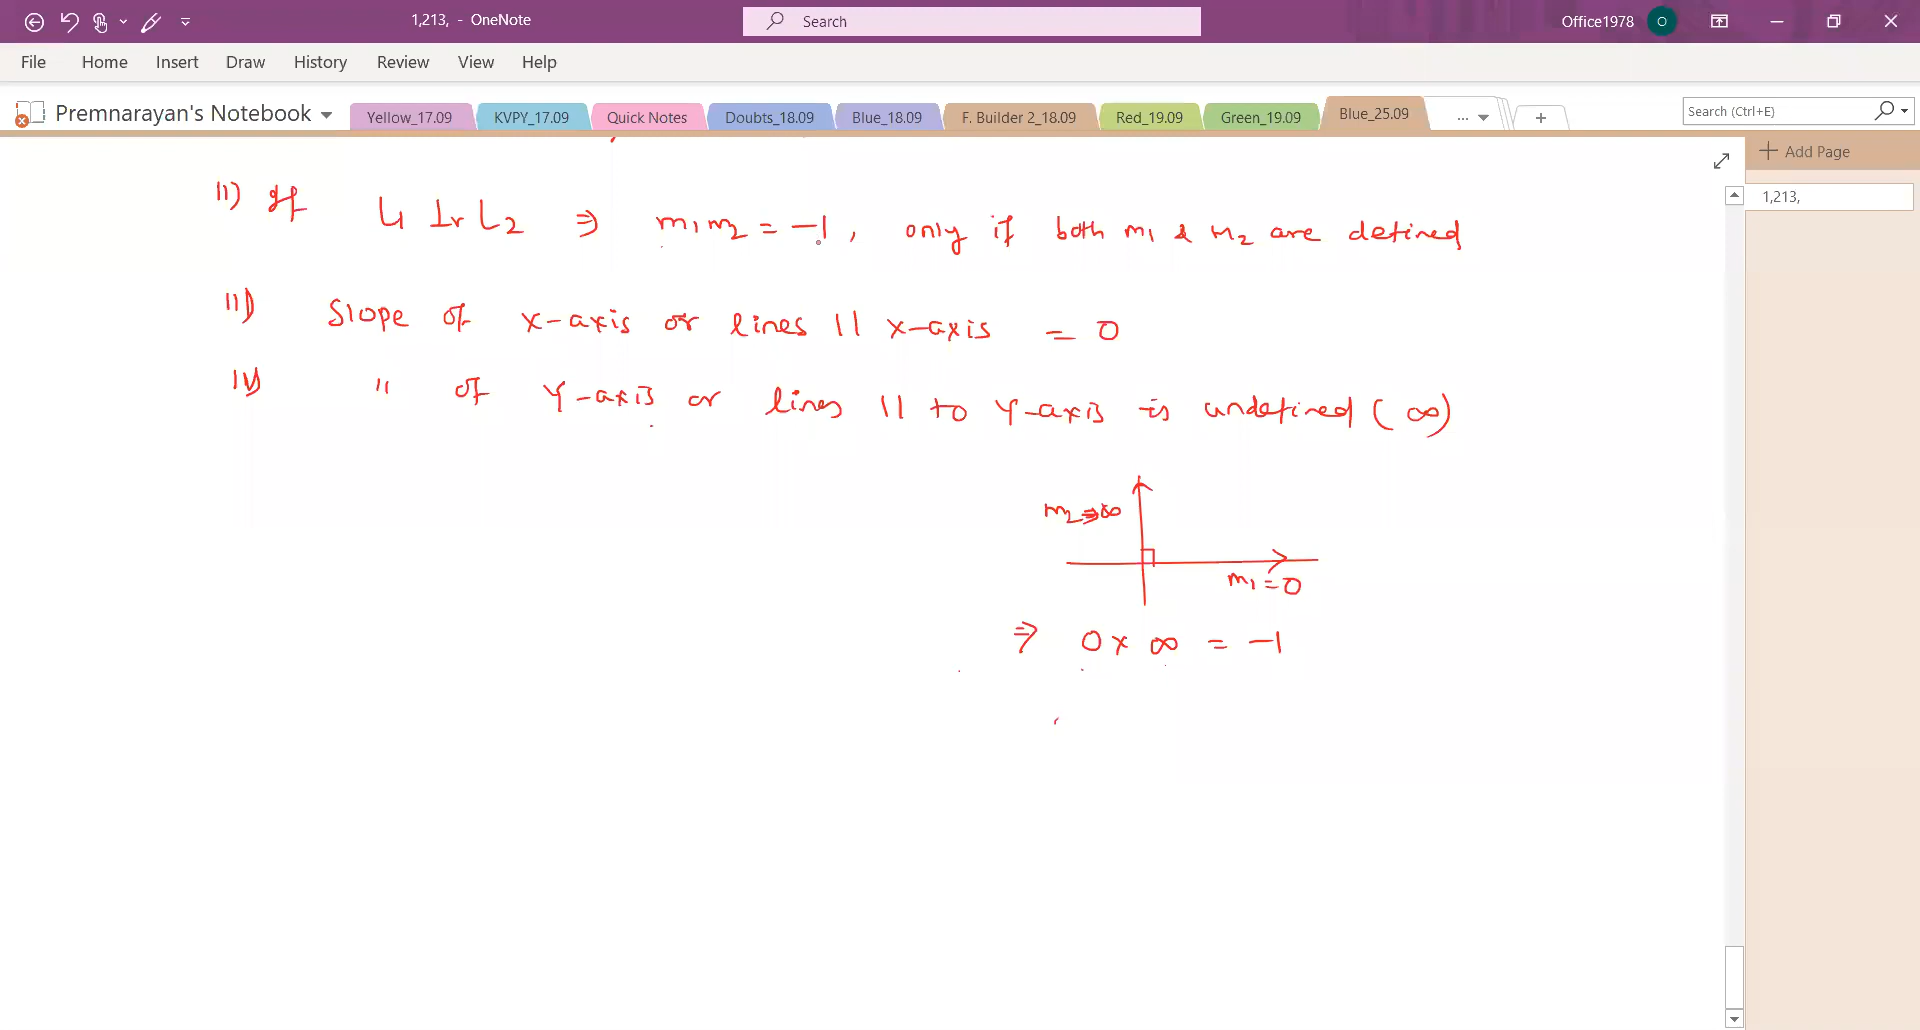 1,213, - OneNote
Search
Office1978
O
File Home Insert Draw History Review View Help
Premnarayan's Notebook
Yellow_17.09
KVPY_17.09
Quick Notes
Doubts_18.09
Blue_18.09
F. Builder 2_18.09
Red_19.09
Green_19.09
Blue_25.09
...
Search (Ctrl+E)
Add Page
1,213,
II) If L1 ⊥r L2 ⇒ m1m2 = -1, only if both m1 & m2 are defined
II) Slope of X-axis or lines || X-axis = 0
IV) " of Y-axis or lines || to Y-axis is undefined (∞)
m2 ⇒ ∞
m1 = 0
⇒ 0 × ∞ = -1